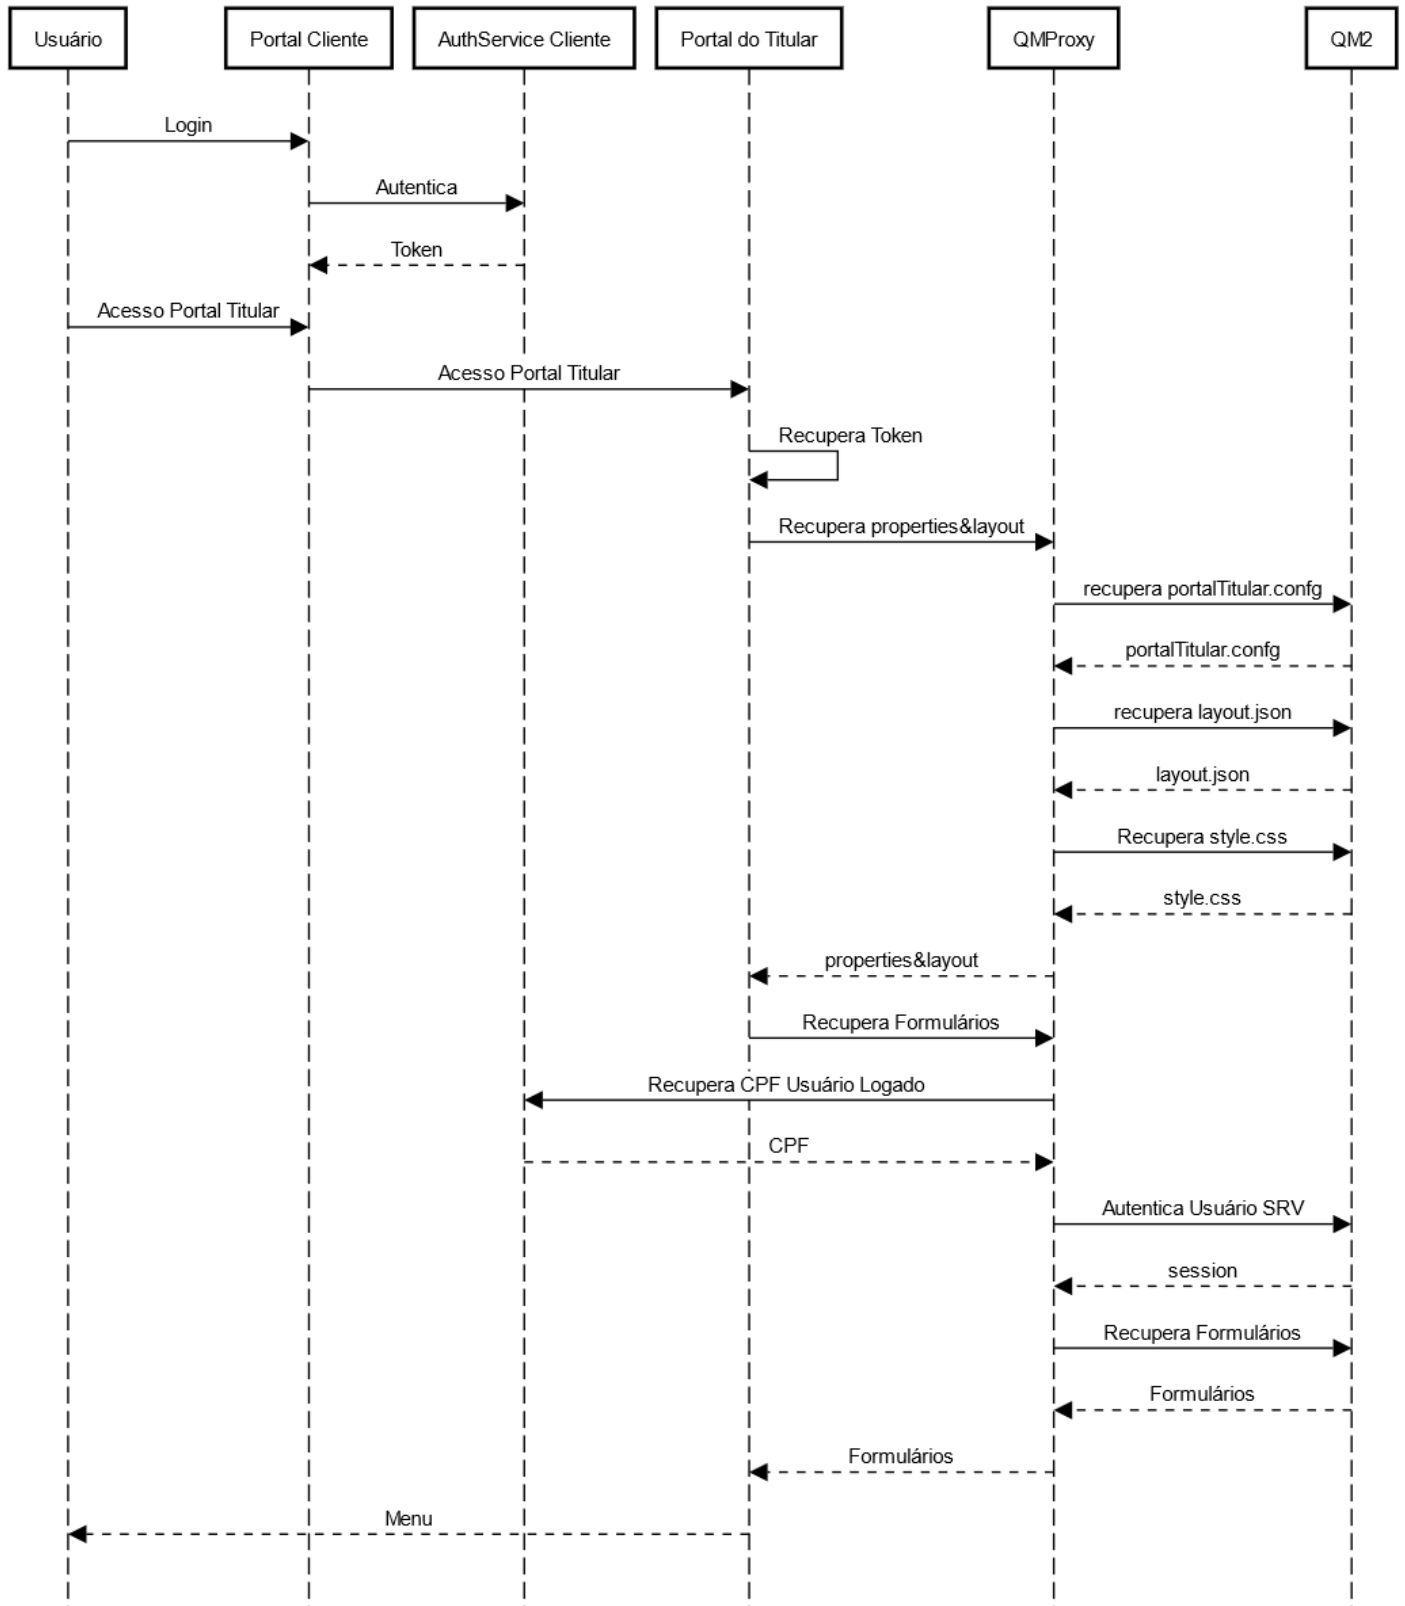 Usuário
Portal Cliente
AuthService Cliente
Portal do Titular
QMProxy
QM2
Login
Autentica
Token
Acesso Portal Titular
Acesso Portal Titular
Recupera Token
Recupera properties&layout
recupera portalTitular.confg
portalTitular.confg
recupera layout.json
layout.json
Recupera style.css
style.css
properties&layout
Recupera Formulários
Recupera CPF Usuário Logado
CPF
Autentica Usuário SRV
session
Recupera Formulários
Formulários
Formulários
Menu